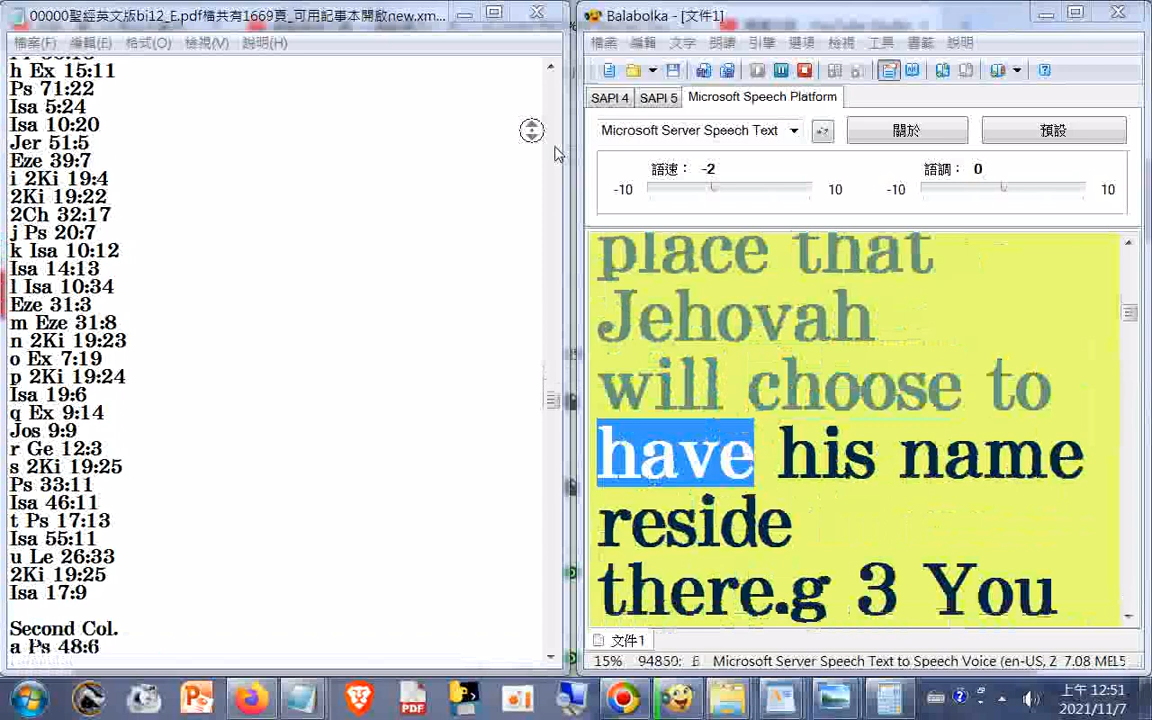 00000聖經英文版bi12_E.pdf檔共有1669頁_可用記事本開啟new.xm...
檔案(F) 編輯(E) 格式(O) 檢視(V) 說明(H)
h Ex 15:11
Ps 71:22
Isa 5:24
Isa 10:20
Jer 51:5
Eze 39:7
i 2Ki 19:4
2Ki 19:22
2Ch 32:17
j Ps 20:7
k Isa 10:12
Isa 14:13
l Isa 10:34
Eze 31:3
m Eze 31:8
n 2Ki 19:23
o Ex 7:19
p 2Ki 19:24
Isa 19:6
q Ex 9:14
Jos 9:9
r Ge 12:3
s 2Ki 19:25
Ps 33:11
Isa 46:11
t Ps 17:13
Isa 55:11
u Le 26:33
2Ki 19:25
Isa 17:9
Second Col.
a Ps 48:6
Balabolka - [文件1]
檔案 編輯 文字 朗讀 引擎 選項 檢視 工具 書籤 說明
SAPI 4 SAPI 5 Microsoft Speech Platform
Microsoft Server Speech Text 關於 預設
語速： -2 語調： 0
-10 10 -10 10
place that
Jehovah
will choose to
have his name
reside
there.g 3 You
文件1
15% 94850: Microsoft Server Speech Text to Speech Voice (en-US, Z 7.08 MB
PDF
上午 12:51
2021/11/7